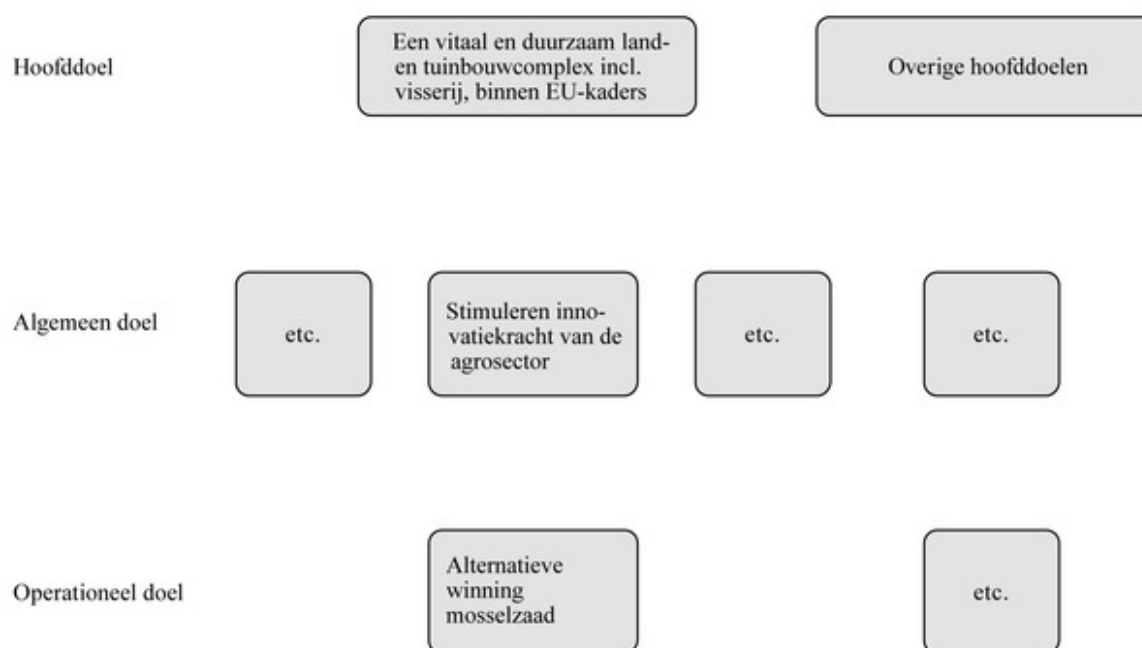 Hoofddoel
Een vitaal en duurzaam land-
en tuinbouwcomplex incl.
visserij, binnen EU-kaders
Overige hoofddoelen
Algemeen doel
etc.
Stimuleren inno-
vatiekracht van de
agrosector
etc.
etc.
Operationeel doel
Alternatieve
winning
mosselzaad
etc.